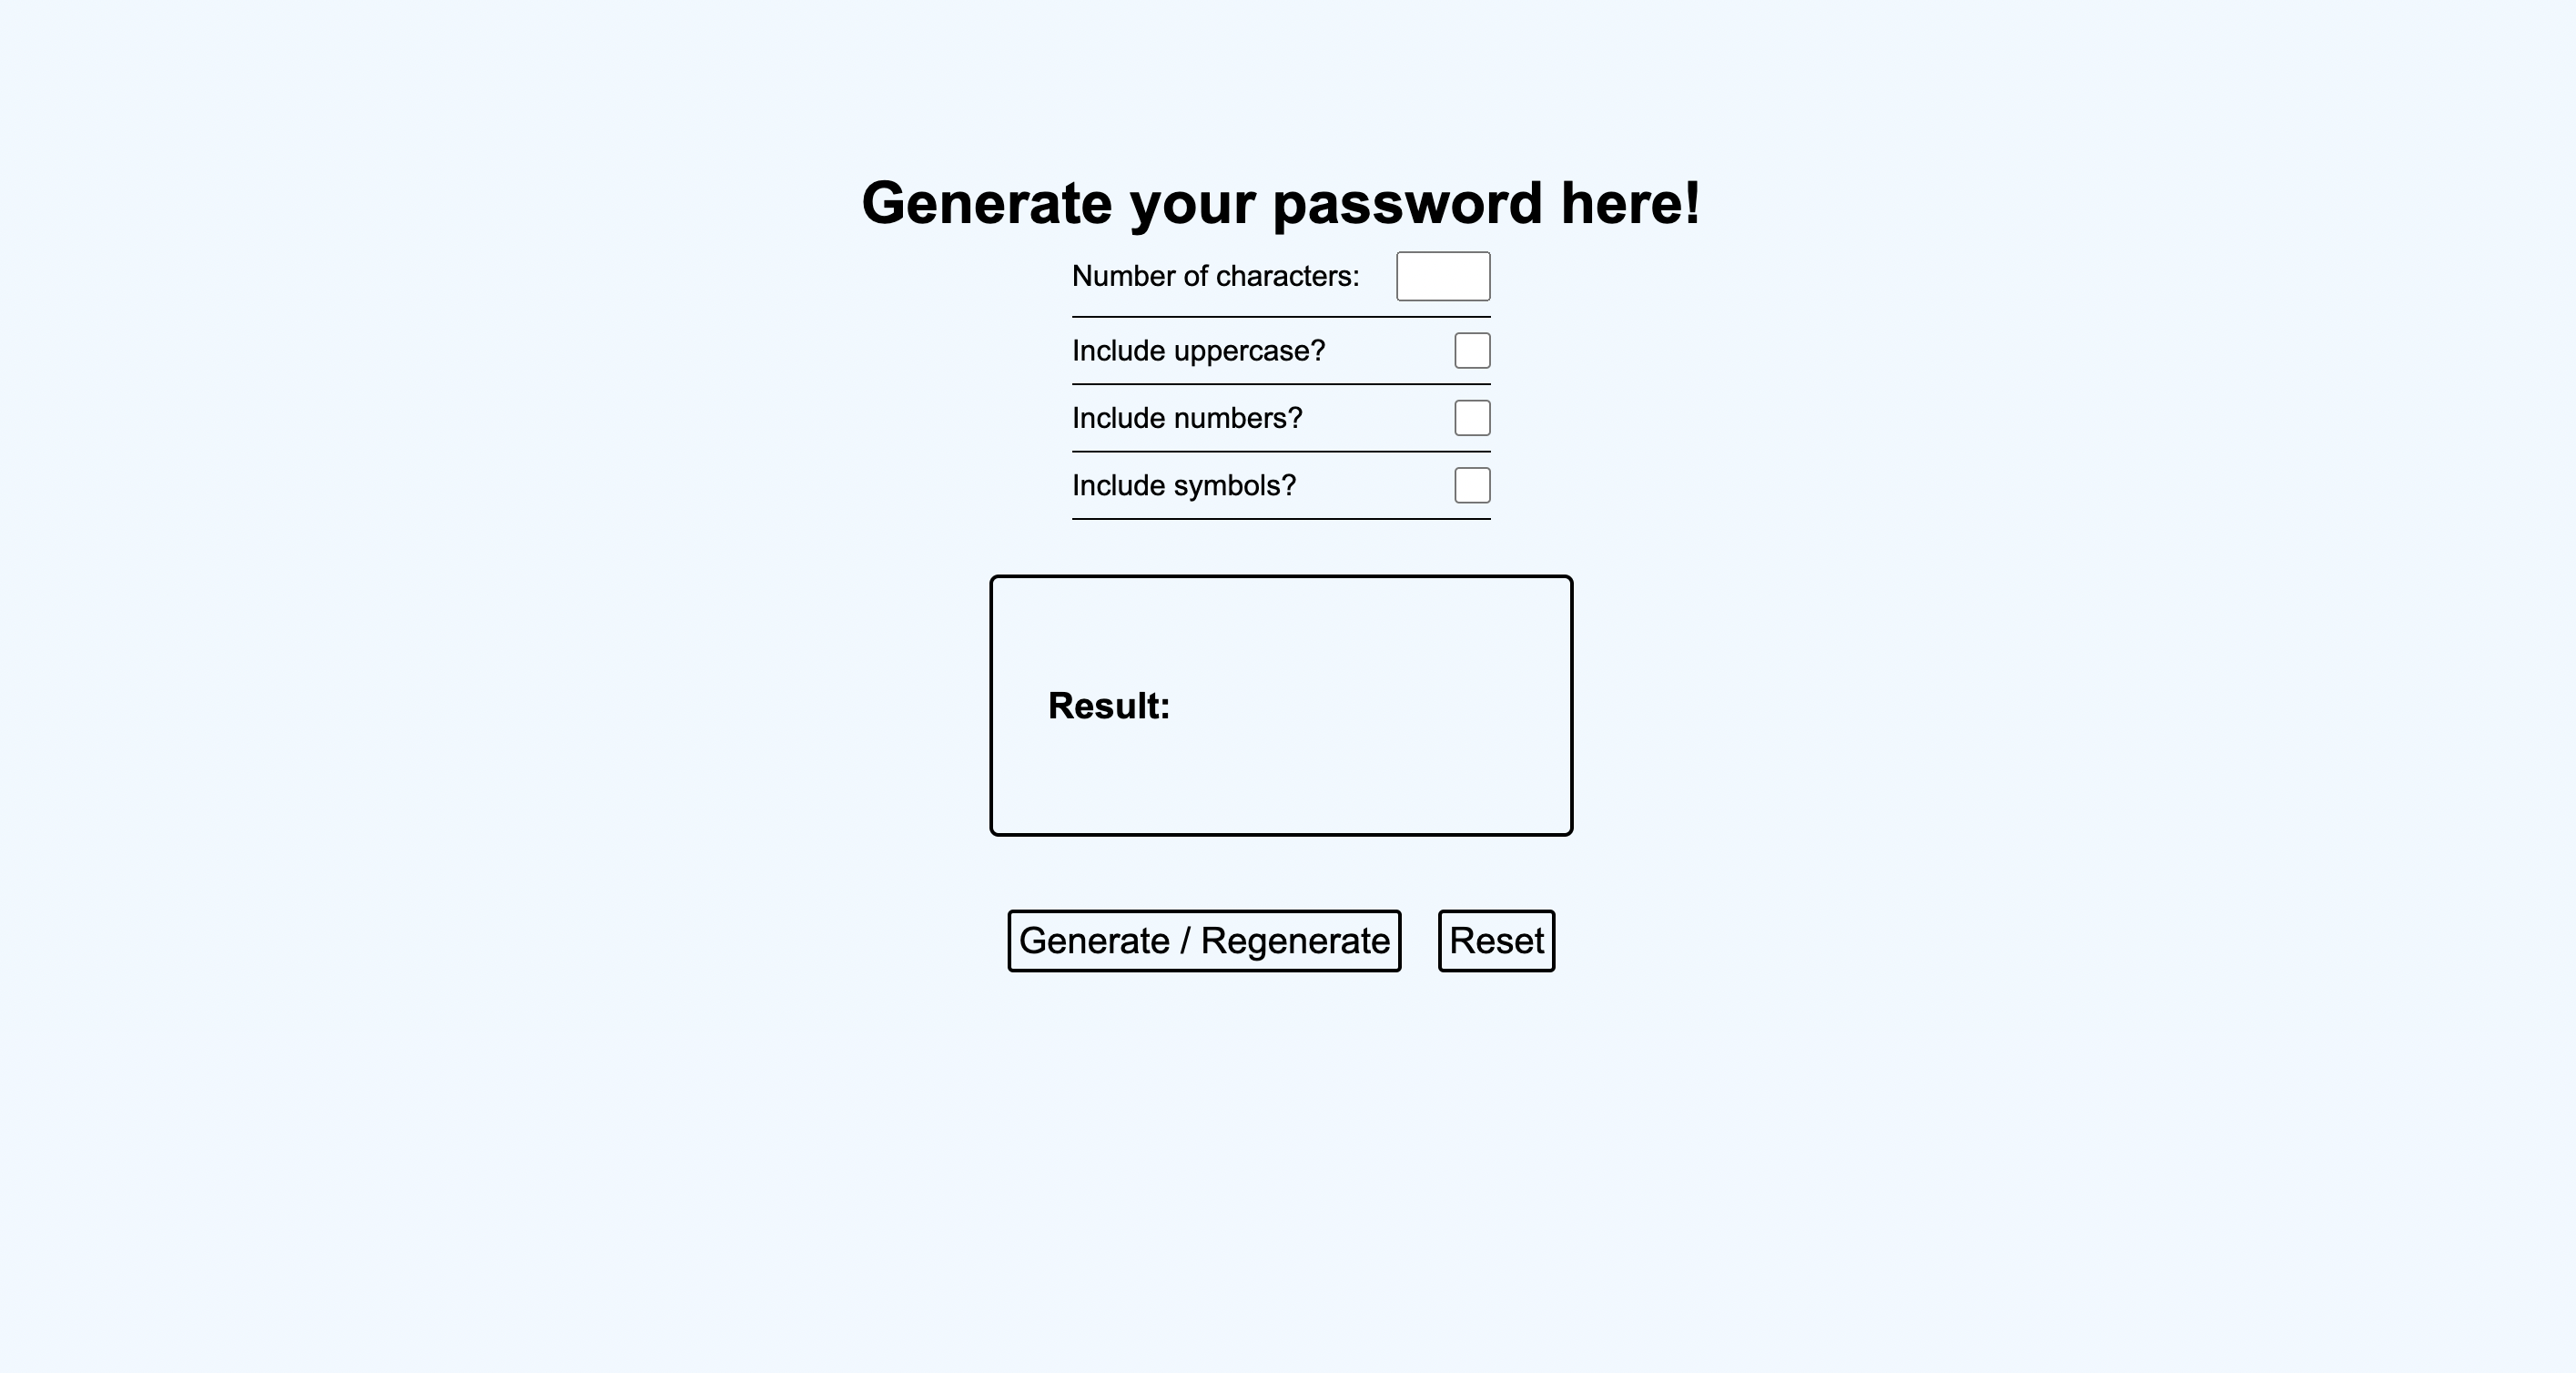 Generate your password here!
Number of characters:
Include uppercase?
Include numbers?
Include symbols?
Result:
Generate / Regenerate Reset